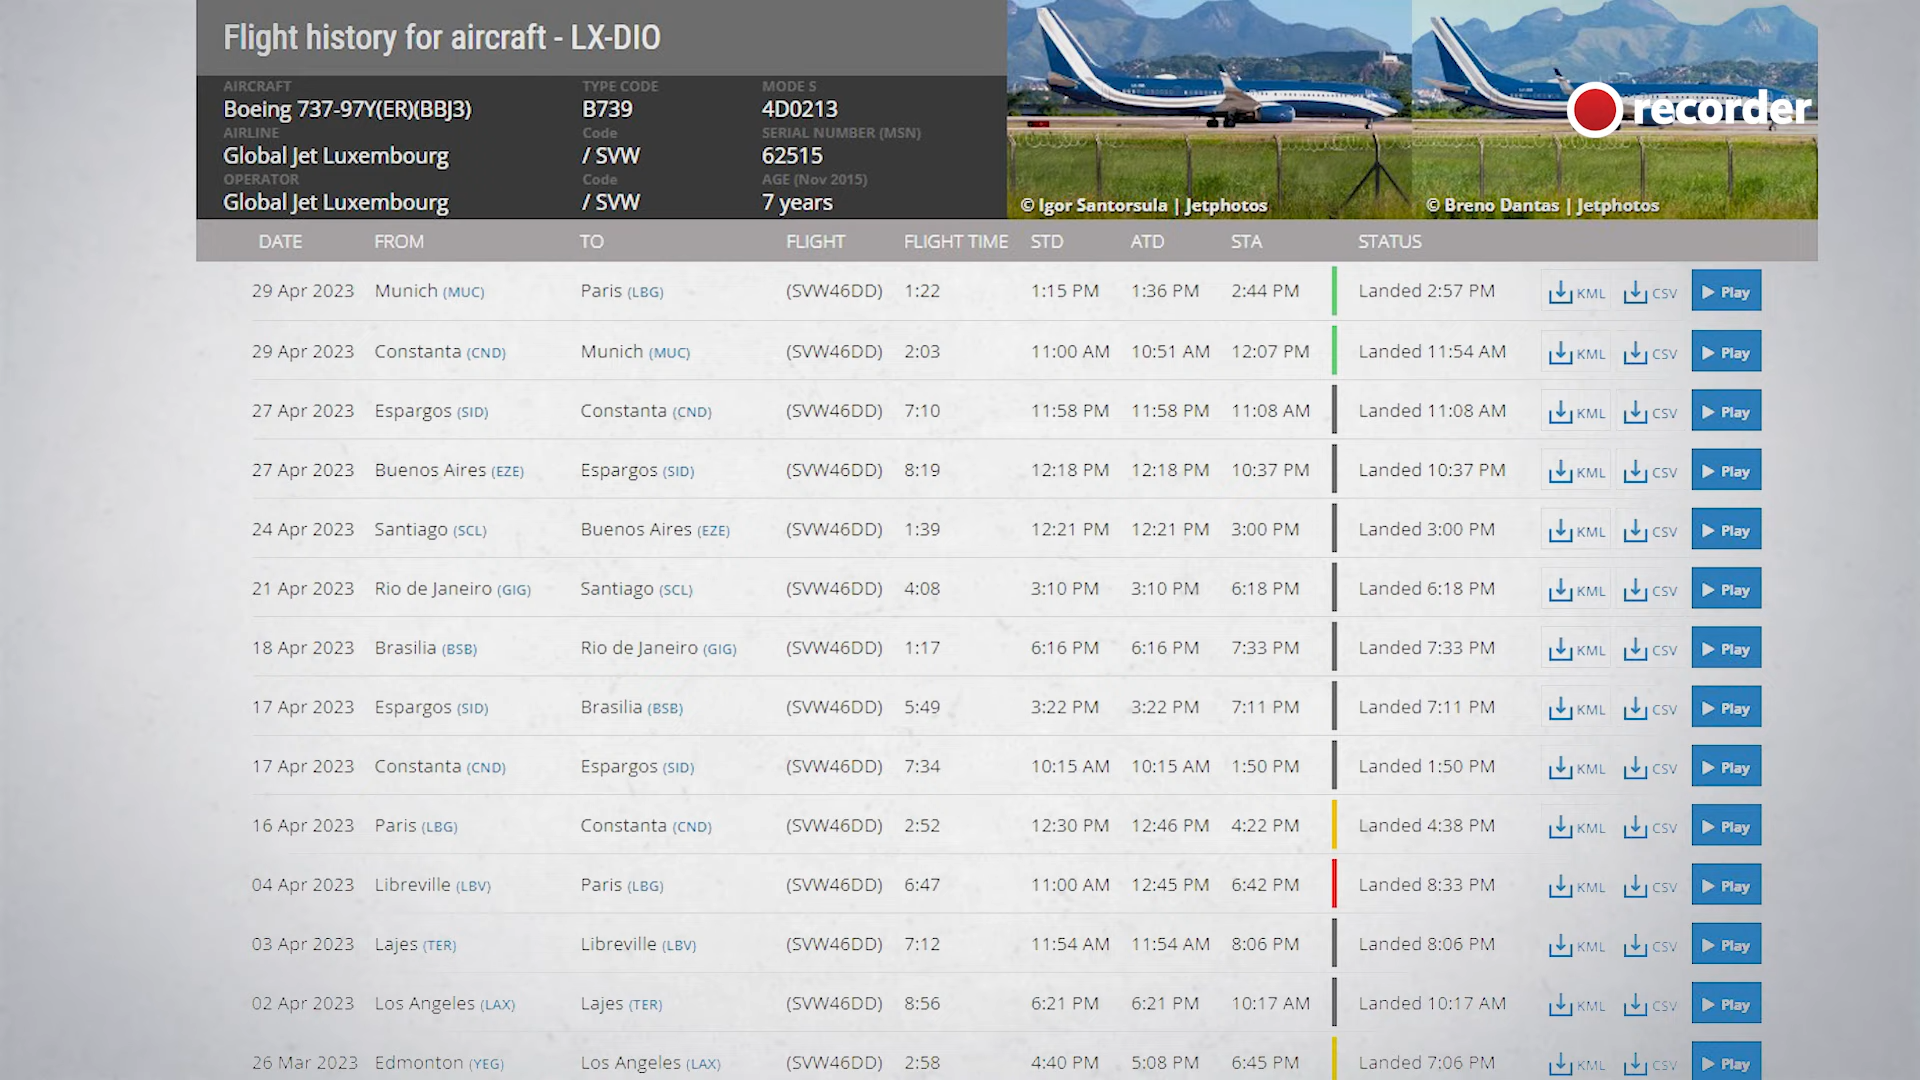 Flight history for aircraft - LX-DIO
AIRCRAFT TYPE CODE MODE S
Boeing 737-97Y(ER)(BBJ3) B739 4D0213
AIRLINE Code SERIAL NUMBER (MSN)
Global Jet Luxembourg / SVW 62515
OPERATOR Code AGE (Nov 2015)
Global Jet Luxembourg / SVW 7 years
recorder
© Igor Santorsula | Jetphotos © Breno Dantas | Jetphotos
DATE FROM TO FLIGHT FLIGHT TIME STD ATD STA STATUS
29 Apr 2023 Munich (MUC) Paris (LBG) (SVW46DD) 1:22 1:15 PM 1:36 PM 2:44 PM Landed 2:57 PM KML CSV Play
29 Apr 2023 Constanta (CND) Munich (MUC) (SVW46DD) 2:03 11:00 AM 10:51 AM 12:07 PM Landed 11:54 AM KML CSV Play
27 Apr 2023 Espargos (SID) Constanta (CND) (SVW46DD) 7:10 11:58 PM 11:58 PM 11:08 AM Landed 11:08 AM KML CSV Play
27 Apr 2023 Buenos Aires (EZE) Espargos (SID) (SVW46DD) 8:19 12:18 PM 12:18 PM 10:37 PM Landed 10:37 PM KML CSV Play
24 Apr 2023 Santiago (SCL) Buenos Aires (EZE) (SVW46DD) 1:39 12:21 PM 12:21 PM 3:00 PM Landed 3:00 PM KML CSV Play
21 Apr 2023 Rio de Janeiro (GIG) Santiago (SCL) (SVW46DD) 4:08 3:10 PM 3:10 PM 6:18 PM Landed 6:18 PM KML CSV Play
18 Apr 2023 Brasilia (BSB) Rio de Janeiro (GIG) (SVW46DD) 1:17 6:16 PM 6:16 PM 7:33 PM Landed 7:33 PM KML CSV Play
17 Apr 2023 Espargos (SID) Brasilia (BSB) (SVW46DD) 5:49 3:22 PM 3:22 PM 7:11 PM Landed 7:11 PM KML CSV Play
17 Apr 2023 Constanta (CND) Espargos (SID) (SVW46DD) 7:34 10:15 AM 10:15 AM 1:50 PM Landed 1:50 PM KML CSV Play
16 Apr 2023 Paris (LBG) Constanta (CND) (SVW46DD) 2:52 12:30 PM 12:46 PM 4:22 PM Landed 4:38 PM KML CSV Play
04 Apr 2023 Libreville (LBV) Paris (LBG) (SVW46DD) 6:47 11:00 AM 12:45 PM 6:42 PM Landed 8:33 PM KML CSV Play
03 Apr 2023 Lajes (TER) Libreville (LBV) (SVW46DD) 7:12 11:54 AM 11:54 AM 8:06 PM Landed 8:06 PM KML CSV Play
02 Apr 2023 Los Angeles (LAX) Lajes (TER) (SVW46DD) 8:56 6:21 PM 6:21 PM 10:17 AM Landed 10:17 AM KML CSV Play
26 Mar 2023 Edmonton (YEG) Los Angeles (LAX) (SVW46DD) 2:58 4:40 PM 5:08 PM 6:45 PM Landed 7:06 PM KML CSV Play